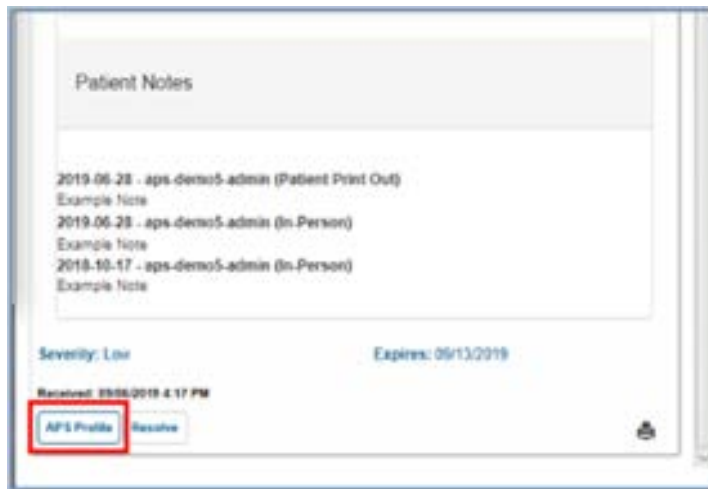 Patient Notes
2019-06-28 - aps-demo5-admin (Patient Print Out)
Example Note
2019-06-28 - aps-demo5-admin (In-Person)
Example Note
2018-10-17 - aps-demo5-admin (In-Person)
Example Note
Severity: Low Expires: 09/13/2019
Received: 09/06/2019 4:17 PM
APS Profile Resolve